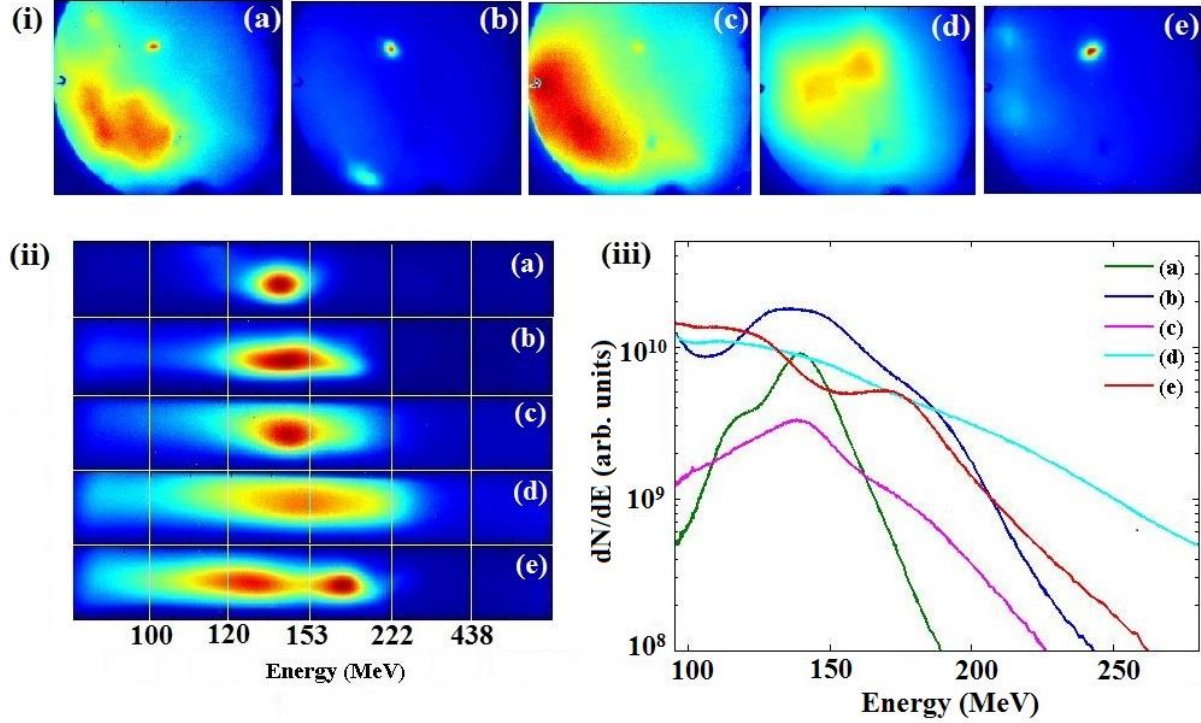 (i) (a) (b) (c) (d) (e)
(ii) (a)
(b)
(c)
(d)
(e)
100 120 153 222 438
Energy (MeV)
(iii)
(a)
(b)
(c)
(d)
(e)
dN/dE (arb. units)
10^10
10^9
10^8
100 150 200 250
Energy (MeV)